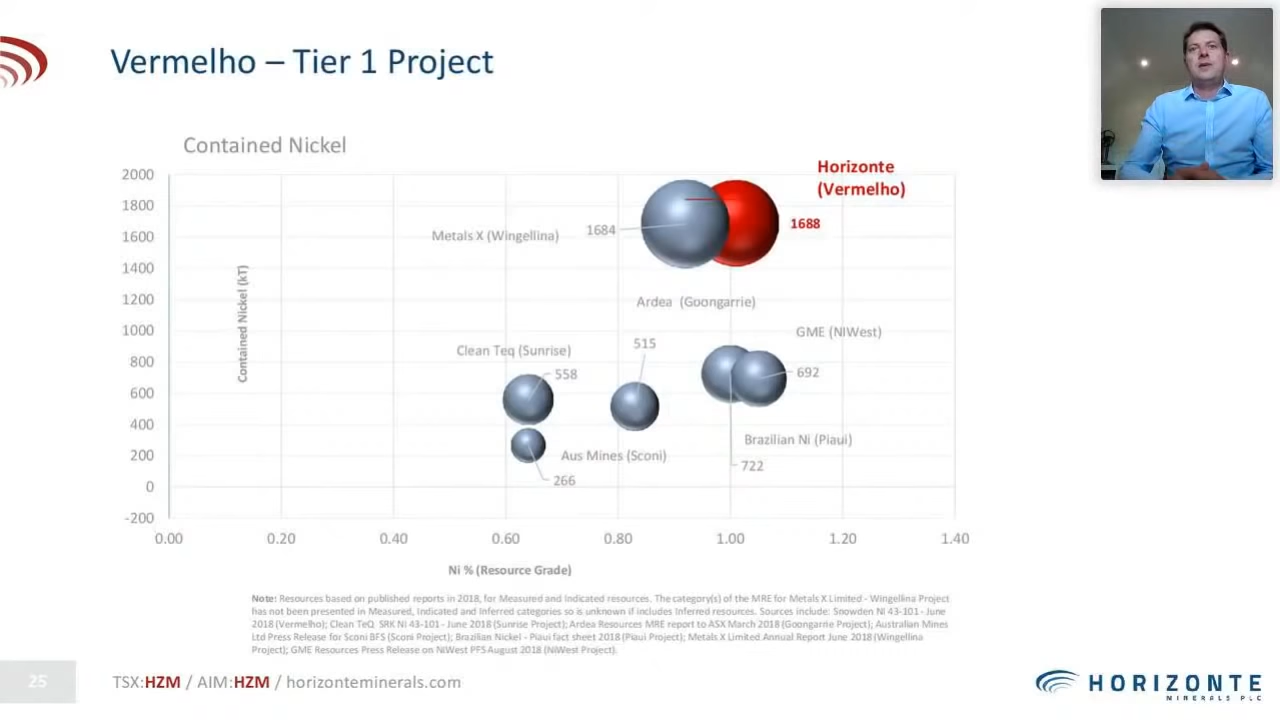 Vermelho – Tier 1 Project
Contained Nickel
2000
1800
1600
1400
1200
1000
800
600
400
200
0
-200
Contained Nickel (kT)
0.00
0.20
0.40
0.60
0.80
1.00
1.20
1.40
Ni % (Resource Grade)
Horizonte
(Vermelho)
1688
Metals X (Wingellina)
1684
Ardea (Goongarrie)
515
GME (NIWest)
692
Clean Teq (Sunrise)
558
Brazilian Ni (Piaui)
722
Aus Mines (Sconi)
266
Note: Resources based on published reports in 2018, for Measured and Indicated resources. The category(s) of the MRE for Metals X Limited - Wingellina Project
has not been presented in Measured, Indicated and Inferred categories so is unknown if includes Inferred resources. Sources include: Snowden NI 43-101 - June
2018 (Vermelho); Clean TeQ SRK NI 43-101 - June 2018 (Sunrise Project); Ardea Resources MRE report to ASX March 2018 (Goongarrie Project); Australian Mines
Ltd Press Release for Sconi BFS (Sconi Project); Brazilian Nickel - Piaui fact sheet 2018 (Piaui Project); Metals X Limited Annual Report June 2018 (Wingellina
Project); GME Resources Press Release on NiWest PFS August 2018 (NiWest Project).
25
TSX:HZM / AIM:HZM / horizonteminerals.com
HORIZONTE
MINERALS PLC